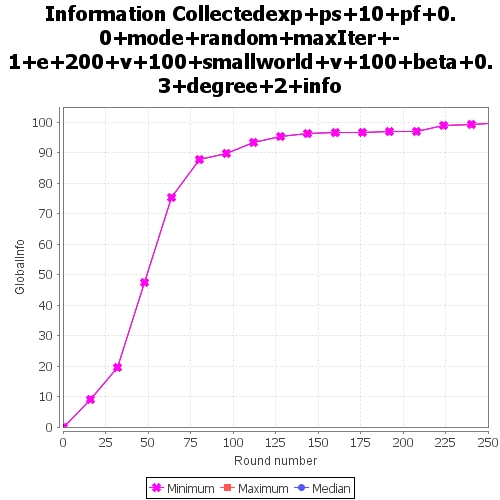 Information Collectedexp+ps+10+pf+0.
0+mode+random+maxIter+-
1+e+200+v+100+smallworld+v+100+beta+0.
3+degree+2+info
100
90
80
70
60
50
40
30
20
10
0
GlobalInfo
0 25 50 75 100 125 150 175 200 225 250
Round number
Minimum Maximum Median